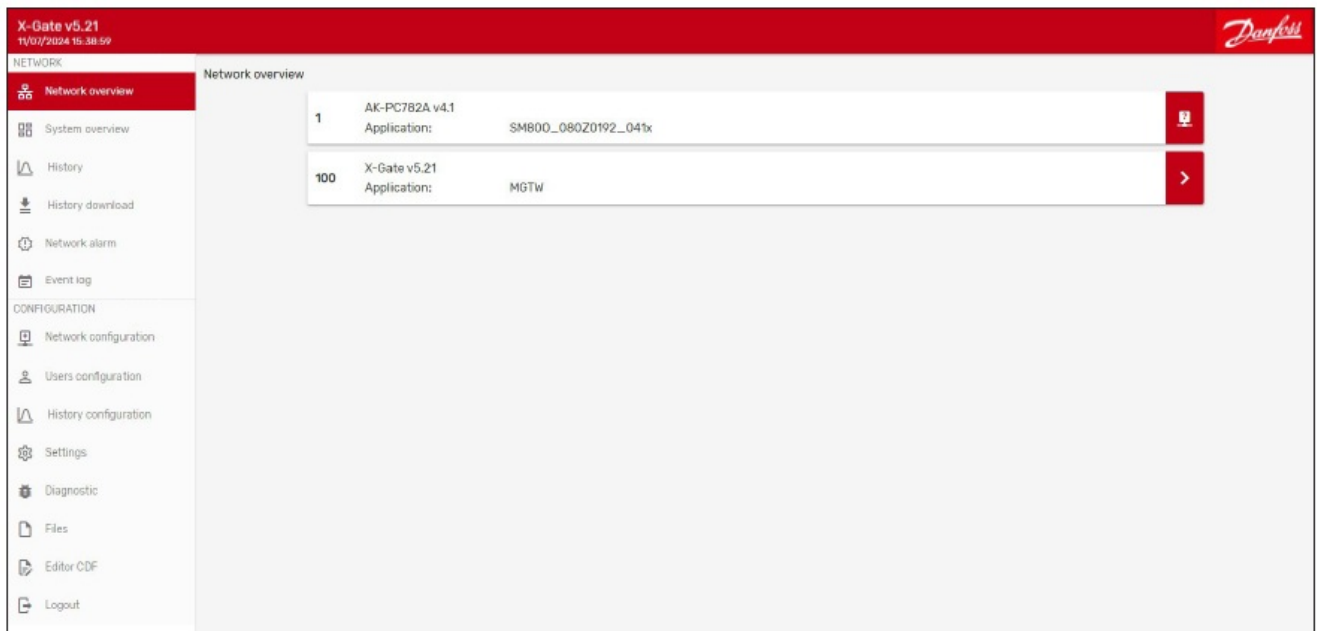 X-Gate v5.21
11/07/2024 15:38:59
Danfoss
NETWORK
Network overview
System overview
History
History download
Network alarm
Event log
CONFIGURATION
Network configuration
Users configuration
History configuration
Settings
Diagnostic
Files
Editor CDF
Logout
Network overview
1
AK-PC782A v4.1
Application: SM800_080Z0192_041x
100
X-Gate v5.21
Application: MGTW